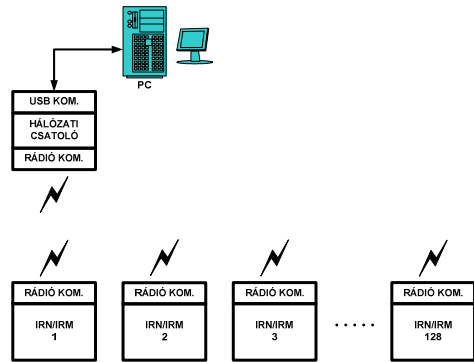 PC
USB KOM.
HÁLÓZATI
CSATOLÓ
RÁDIÓ KOM.
RÁDIÓ KOM.
RÁDIÓ KOM.
RÁDIÓ KOM.
RÁDIÓ KOM.
IRN/IRM
1
IRN/IRM
2
IRN/IRM
3
.....
IRN/IRM
128